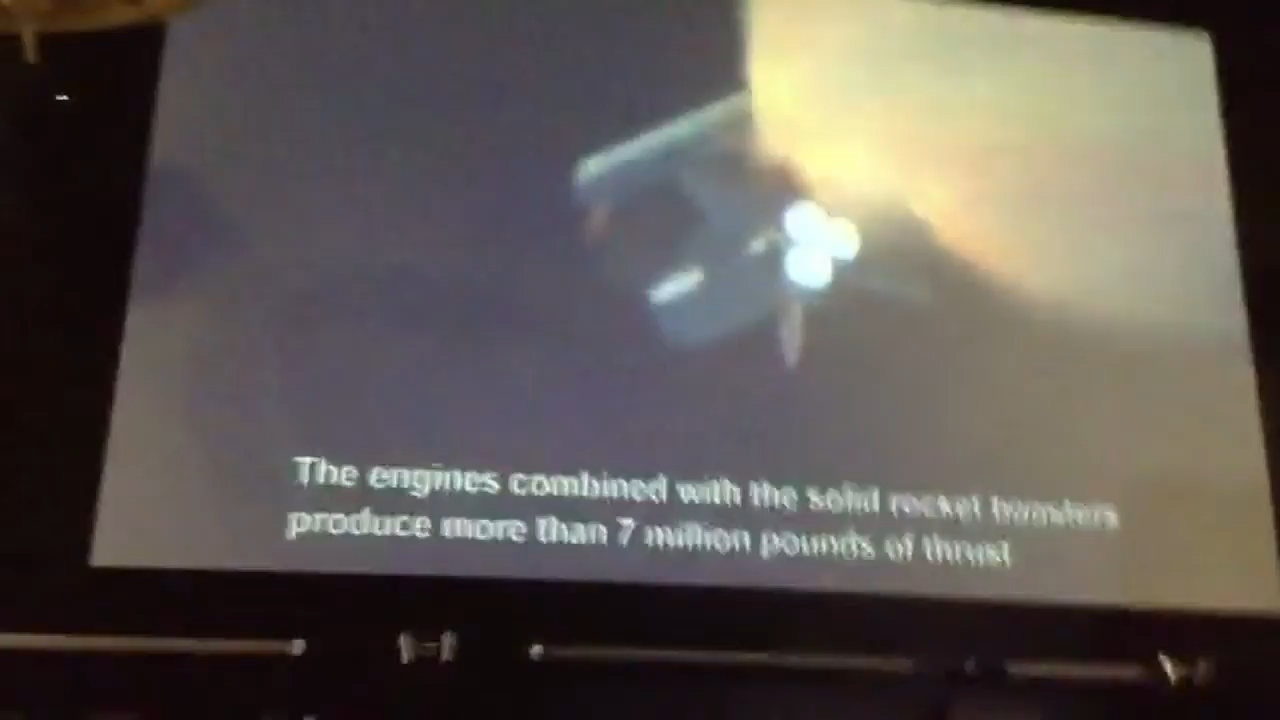 The engines combined with the solid rocket boosters
produce more than 7 million pounds of thrust